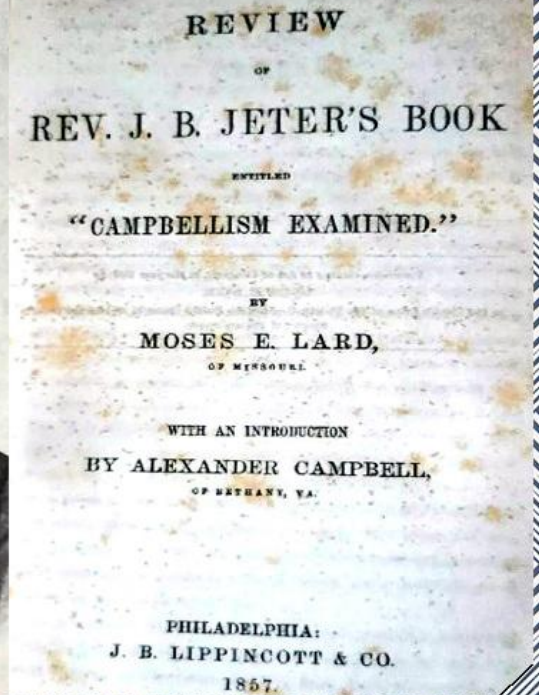 REVIEW
OF
REV. J. B. JETER'S BOOK
ENTITLED
"CAMPBELLISM EXAMINED."
BY
MOSES E. LARD,
OF MISSOURI.
WITH AN INTRODUCTION
BY ALEXANDER CAMPBELL,
OF BETHANY, VA.
PHILADELPHIA:
J. B. LIPPINCOTT & CO.
1857.